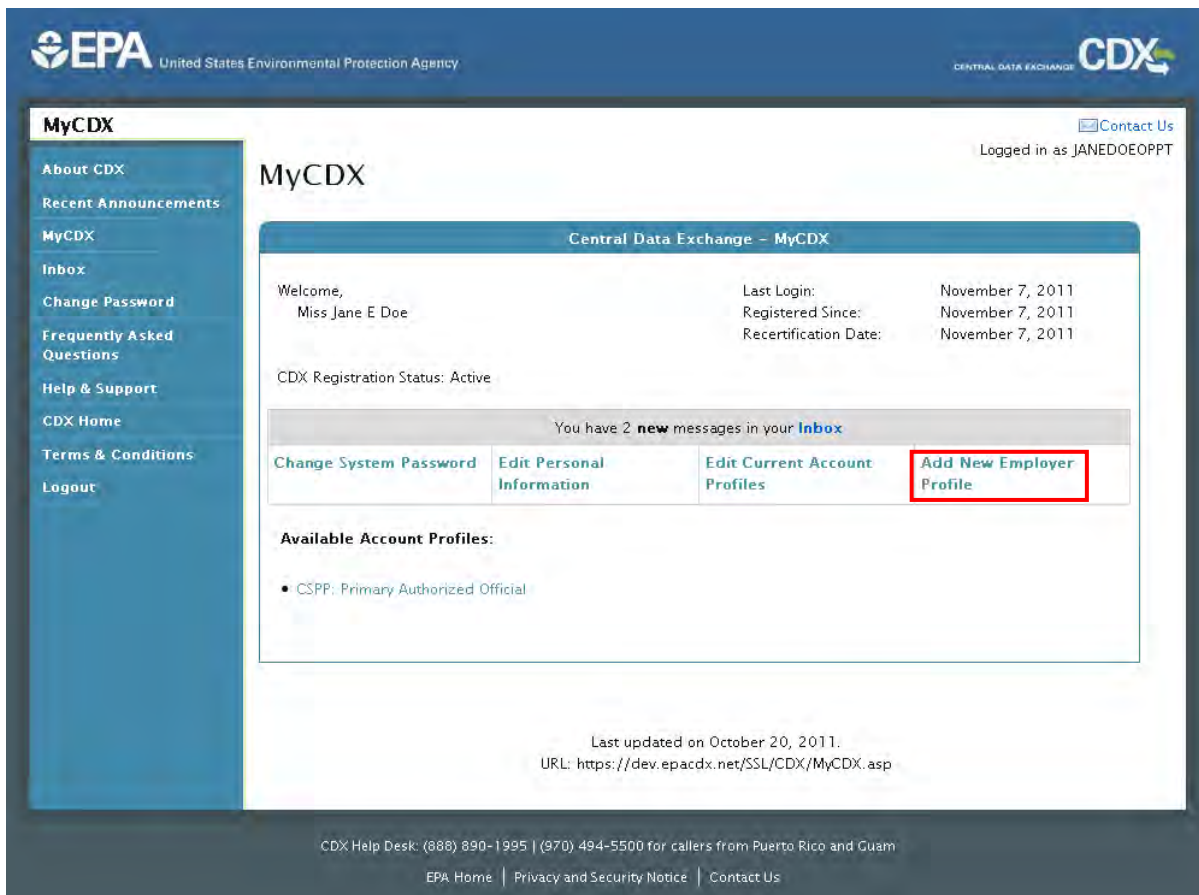 EPA United States Environmental Protection Agency
CENTRAL DATA EXCHANGE CDX
MyCDX
Contact Us
Logged in as JANEDOEOPPT
About CDX
Recent Announcements
MyCDX
Inbox
Change Password
Frequently Asked
Questions
Help & Support
CDX Home
Terms & Conditions
Logout
MyCDX
Central Data Exchange - MyCDX
Welcome,
Miss Jane E Doe
Last Login: November 7, 2011
Registered Since: November 7, 2011
Recertification Date: November 7, 2011
CDX Registration Status: Active
You have 2 new messages in your Inbox
Change System Password
Edit Personal
Information
Edit Current Account
Profiles
Add New Employer
Profile
Available Account Profiles:
• CSPP: Primary Authorized Official
Last updated on October 20, 2011.
URL: https://dev.epacdx.net/SSL/CDX/MyCDX.asp
CDX Help Desk: (888) 890-1995 | (970) 494-5500 for callers from Puerto Rico and Guam
EPA Home | Privacy and Security Notice | Contact Us